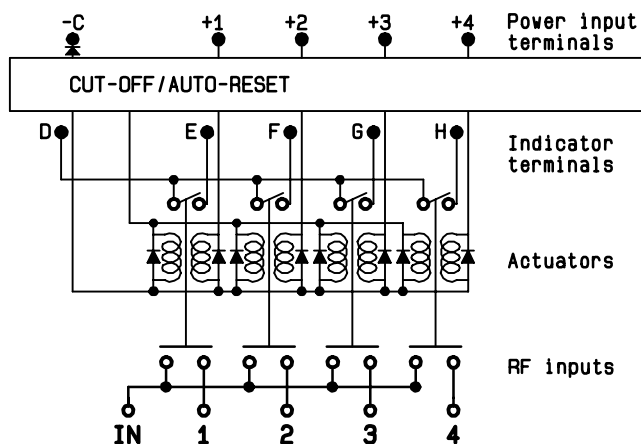 -C +1 +2 +3 +4 Power input
terminals
CUT-OFF/AUTO-RESET
D E F G H Indicator
terminals
Actuators
RF inputs
IN 1 2 3 4